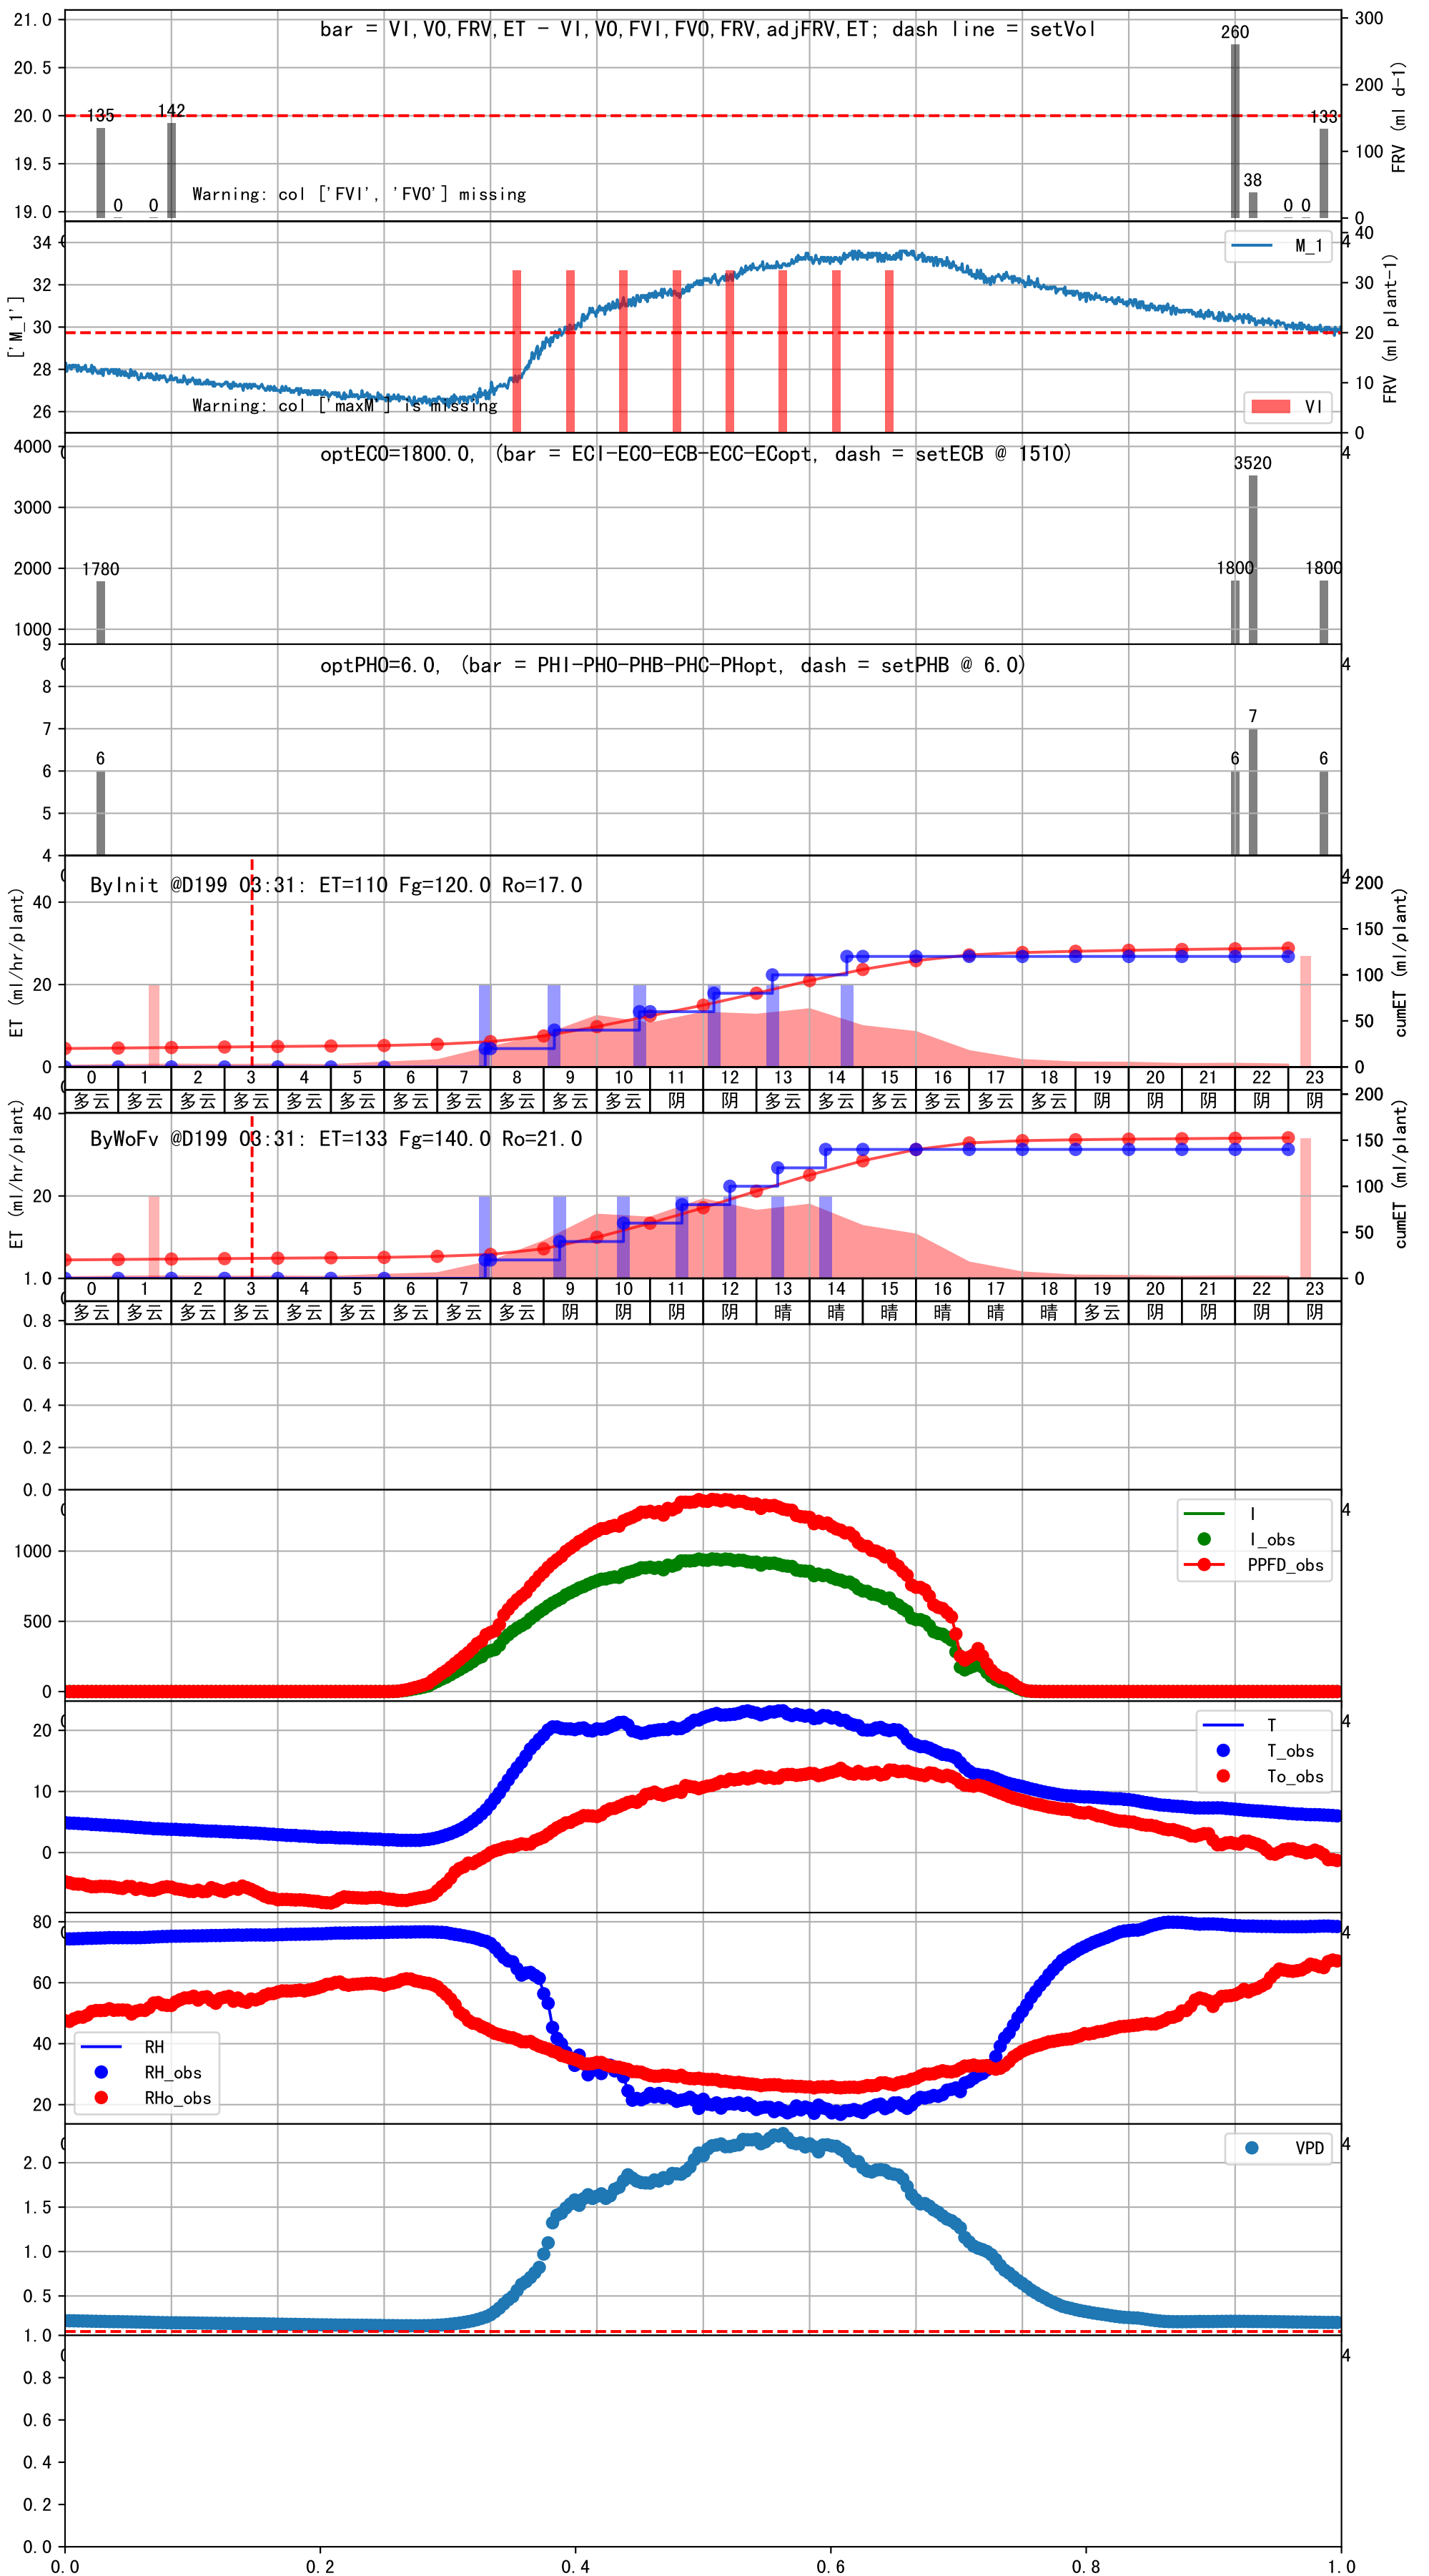 bar = VI,VO,FRV,ET - VI,VO,FVI,FVO,FRV,adjFRV,ET; dash line = setVol
21.0
20.5
20.0
19.5
19.0
300
200
100
0
FRV (ml d-1)
135
0
0
142
260
38
0
0
133
Warning: col ['FVI', 'FVO'] missing
['M_1']
34
32
30
28
26
40
30
20
10
0
FRV (ml plant-1)
M_1
VI
Warning: col ['maxM'] is missing
optECO=1800.0, (bar = ECI-ECO-ECB-ECC-ECopt, dash = setECB @ 1510)
4000
3000
2000
1000
1780
1800
3520
1800
optPHO=6.0, (bar = PHI-PHO-PHB-PHC-PHopt, dash = setPHB @ 6.0)
9
8
7
6
5
4
6
6
7
6
ByInit @D199 03:31: ET=110 Fg=120.0 Ro=17.0
ET (ml/hr/plant)
40
20
0
200
150
100
50
0
cumET (ml/plant)
0 1 2 3 4 5 6 7 8 9 10 11 12 13 14 15 16 17 18 19 20 21 22 23
多云 多云 多云 多云 多云 多云 多云 多云 多云 多云 多云 阴 阴 多云 多云 多云 多云 多云 多云 阴 阴 阴 阴 阴
ByWoFv @D199 03:31: ET=133 Fg=140.0 Ro=21.0
ET (ml/hr/plant)
40
20
200
150
100
50
0
cumET (ml/plant)
0 1 2 3 4 5 6 7 8 9 10 11 12 13 14 15 16 17 18 19 20 21 22 23
多云 多云 多云 多云 多云 多云 多云 多云 多云 阴 阴 阴 阴 晴 晴 晴 晴 晴 晴 多云 阴 阴 阴 阴
1.0
0.8
0.6
0.4
0.2
0.0
1000
500
0
I
I_obs
PPFD_obs
20
10
0
T
T_obs
To_obs
80
60
40
20
RH
RH_obs
RHo_obs
2.0
1.5
1.0
0.5
VPD
1.0
0.8
0.6
0.4
0.2
0.0
0.0 0.2 0.4 0.6 0.8 1.0